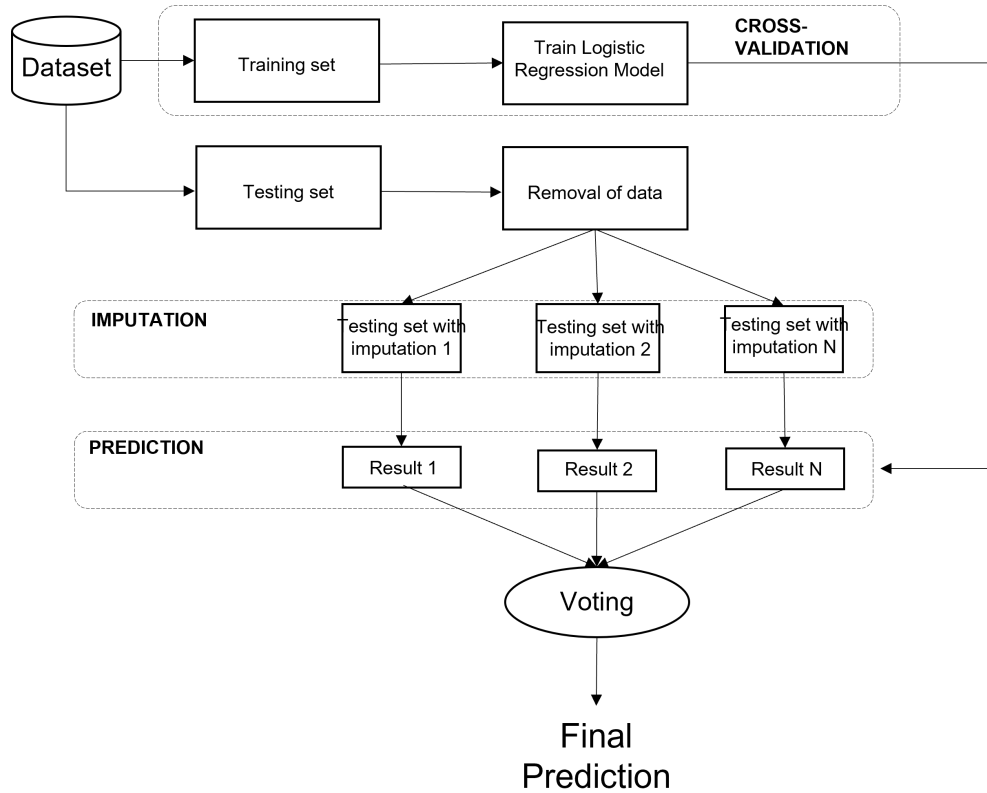 Dataset
Training set
Train Logistic
Regression Model
CROSS-
VALIDATION
Testing set
Removal of data
IMPUTATION
Testing set with
imputation 1
Testing set with
imputation 2
Testing set with
imputation N
PREDICTION
Result 1
Result 2
Result N
Voting
Final
Prediction